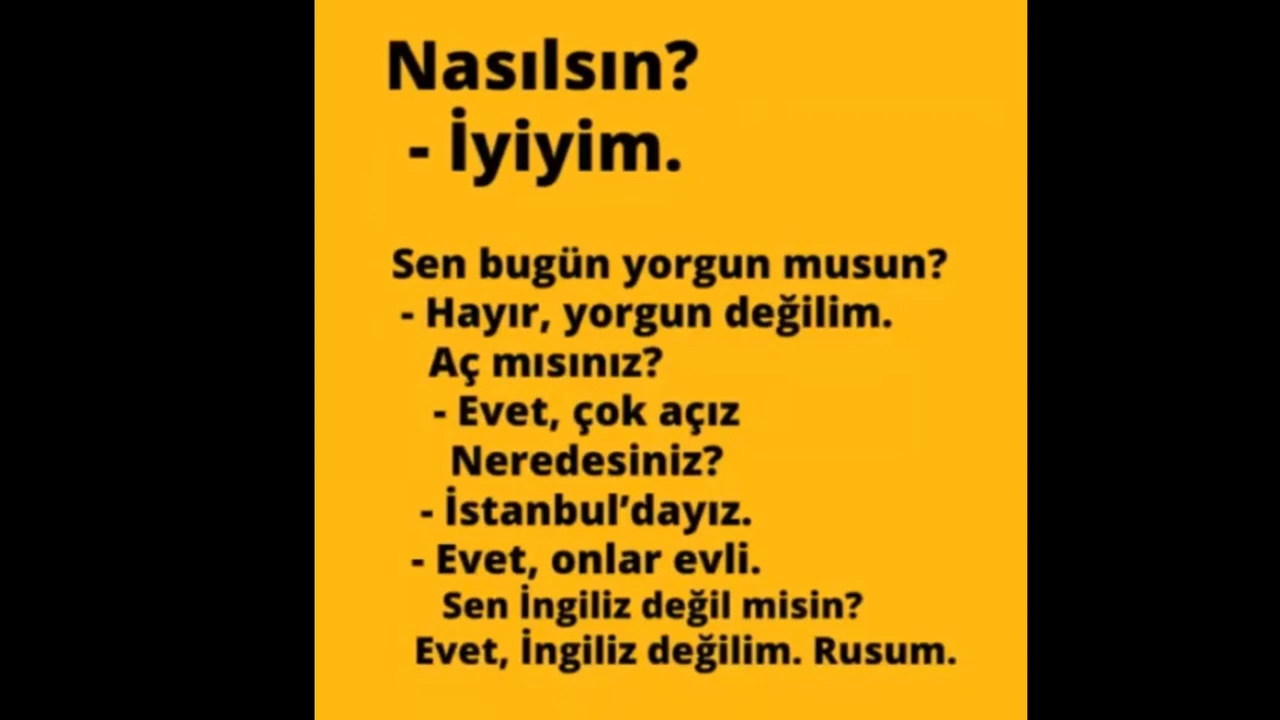 Nasılsın?
- İyiyim.
Sen bugün yorgun musun?
- Hayır, yorgun değilim.
Aç mısınız?
- Evet, çok açız
Neredesiniz?
- İstanbul’dayız.
- Evet, onlar evli.
Sen İngiliz değil misin?
Evet, İngiliz değilim. Rusum.